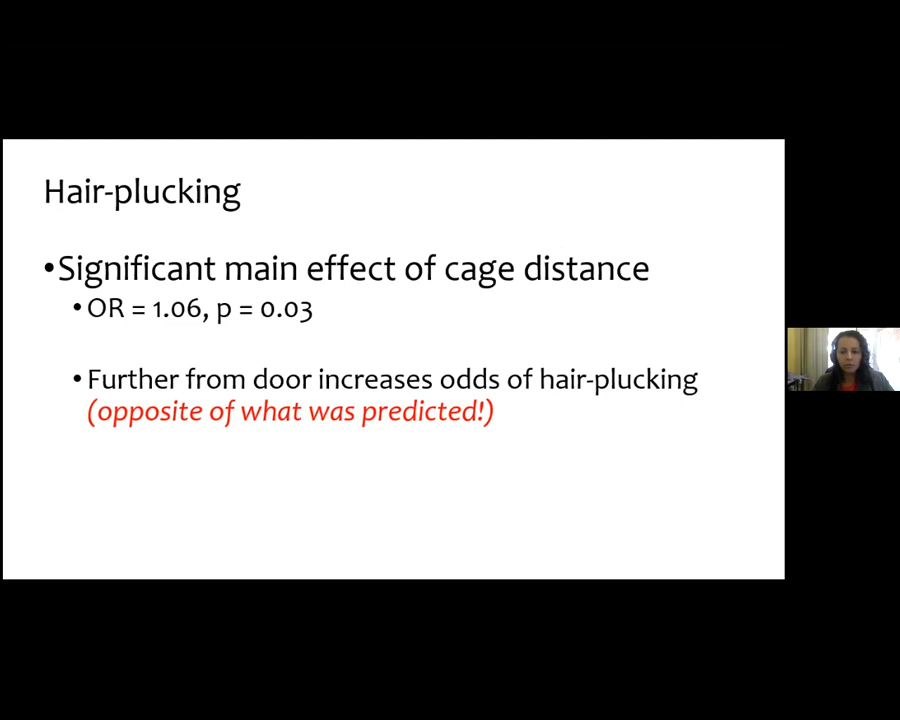 Hair-plucking
•Significant main effect of cage distance
•OR = 1.06, p = 0.03
•Further from door increases odds of hair-plucking
(opposite of what was predicted!)